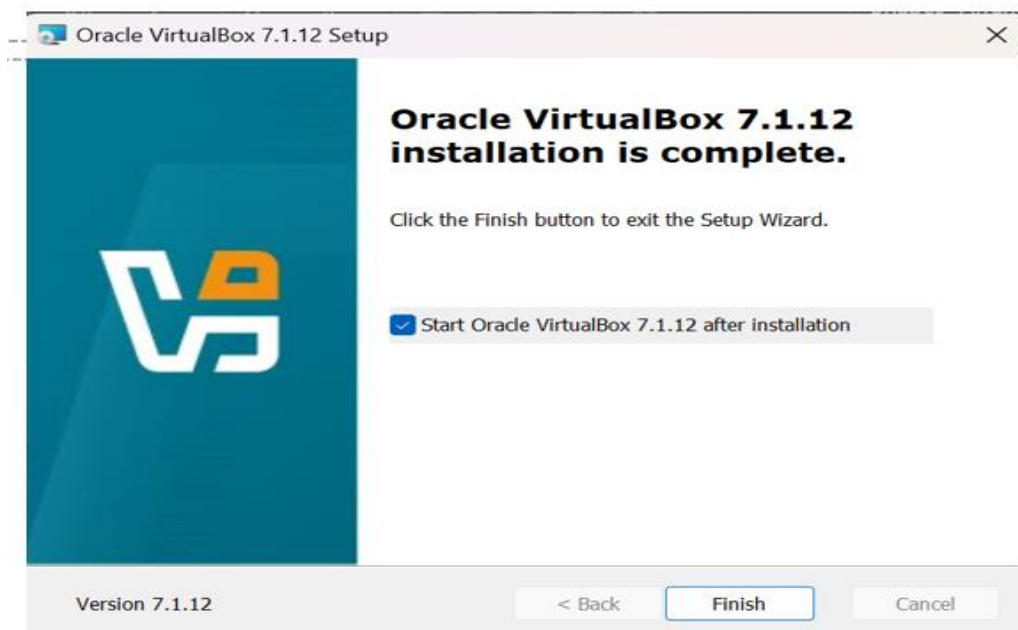 Oracle VirtualBox 7.1.12 Setup
Oracle VirtualBox 7.1.12
installation is complete.
Click the Finish button to exit the Setup Wizard.
Start Oracle VirtualBox 7.1.12 after installation
Version 7.1.12
< Back
Finish
Cancel